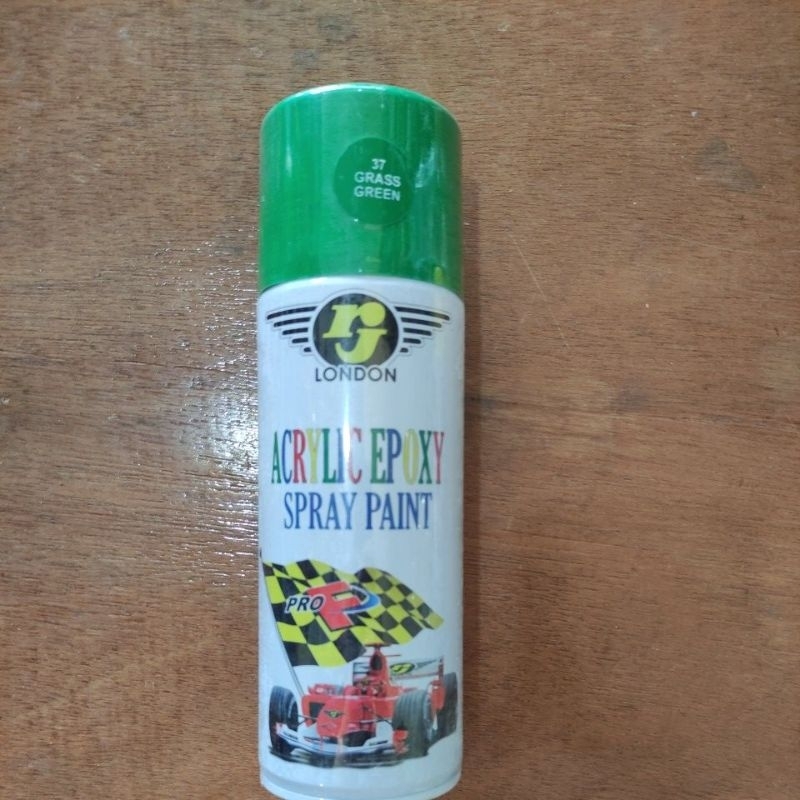 37
GRASS
GREEN
rj
LONDON
ACRYLIC EPOXY
SPRAY PAINT
PRO